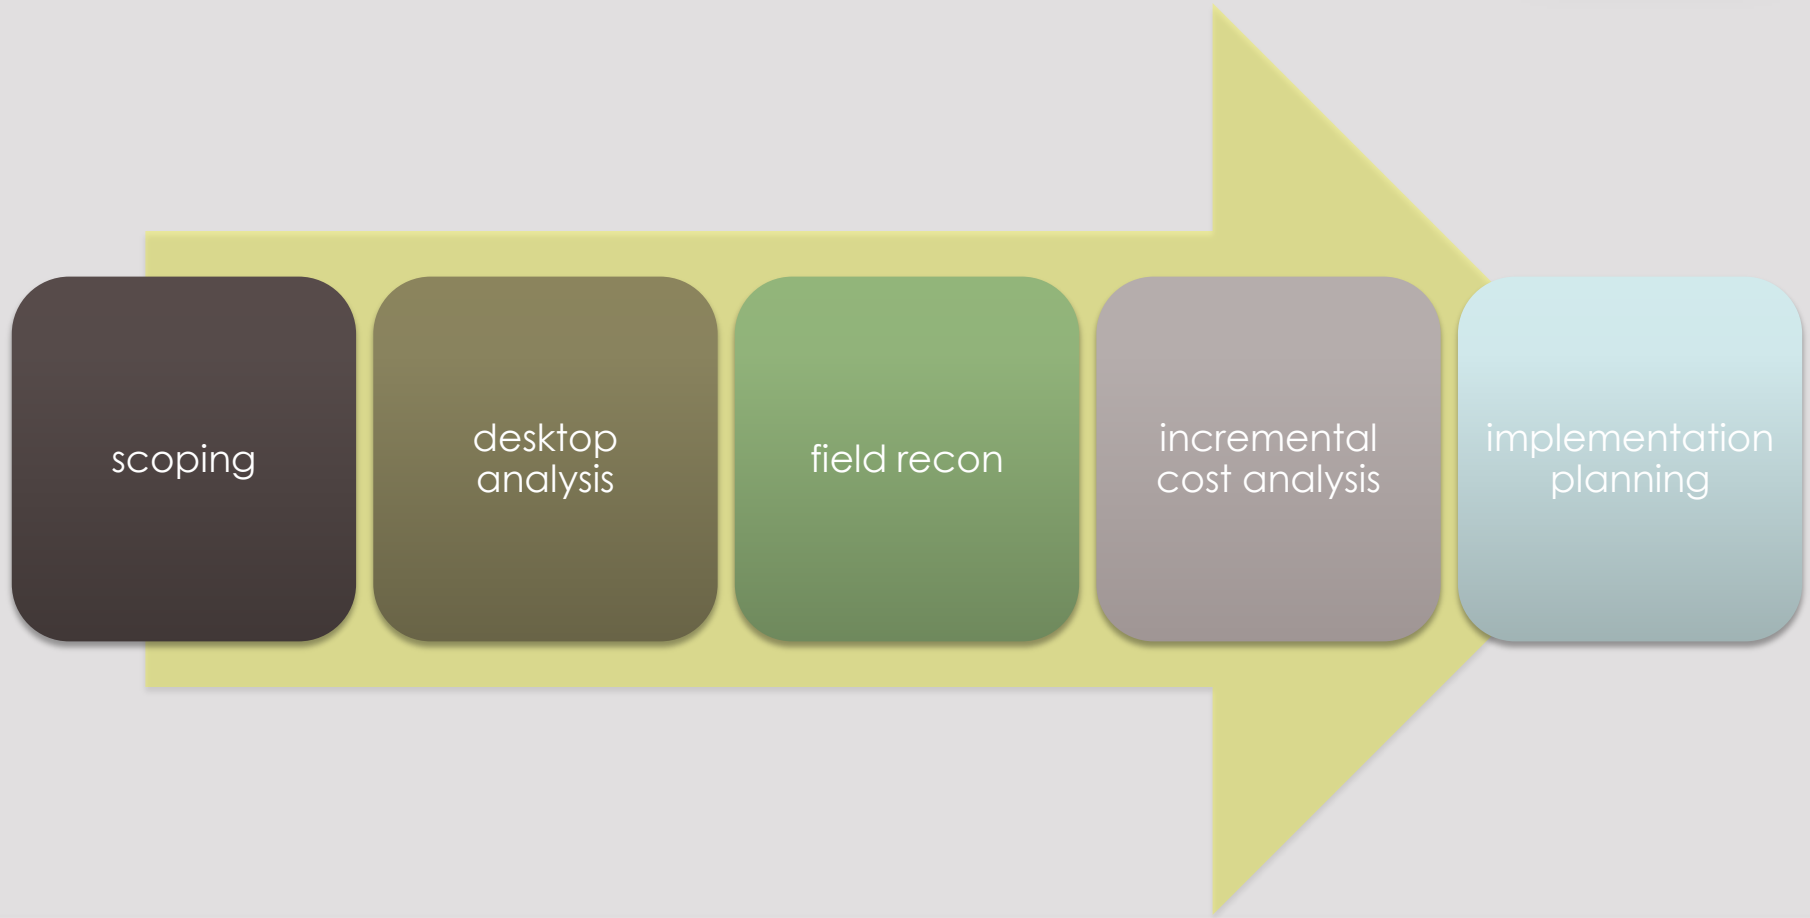 scoping
desktop
analysis
field recon
incremental
cost analysis
implementation
planning